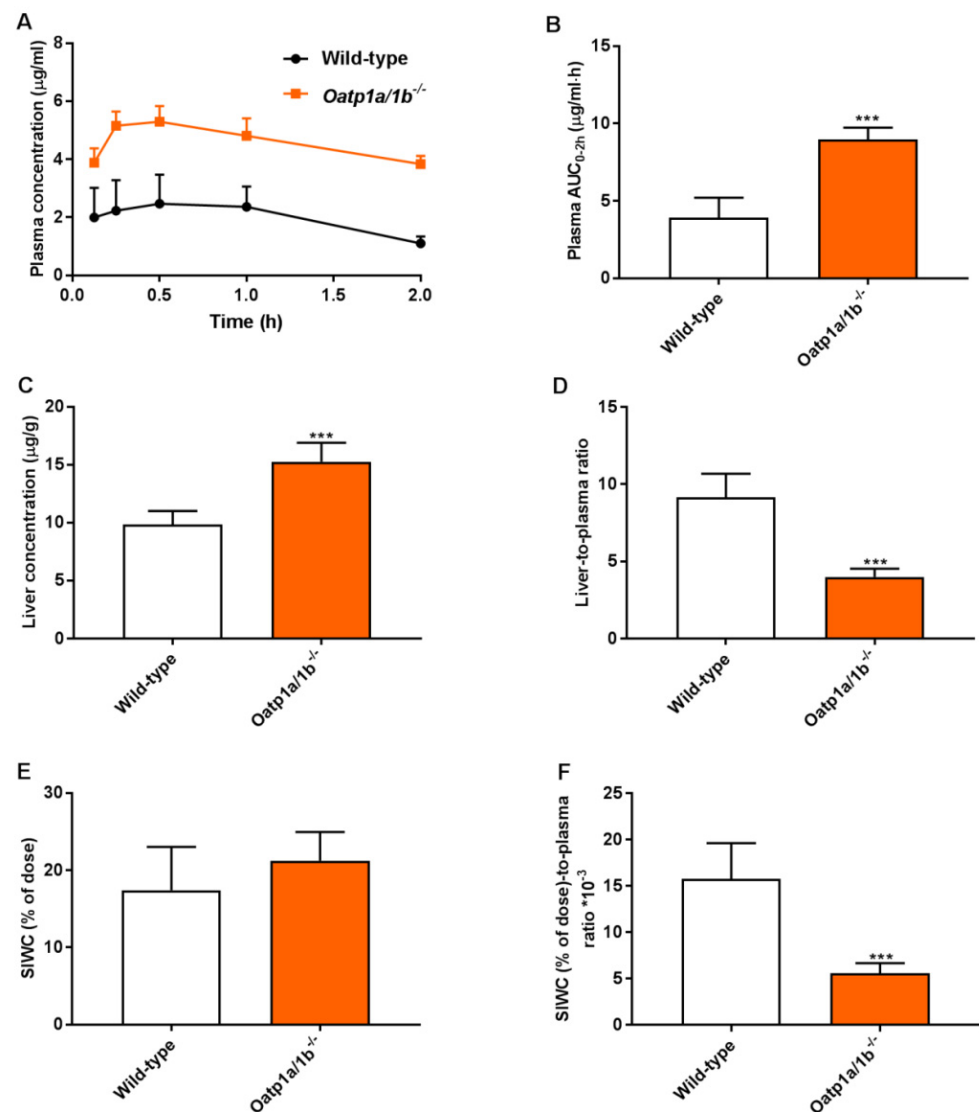 A
Plasma concentration (μg/ml)
8
6
4
2
0
0.0 0.5 1.0 1.5 2.0
Time (h)
Wild-type
Oatp1a/1b-/-
B
Plasma AUC0-2h (μg/ml·h)
15
10
5
0
***
Wild-type
Oatp1a/1b-/-
C
Liver concentration (μg/g)
20
15
10
5
0
***
Wild-type
Oatp1a/1b-/-
D
Liver-to-plasma ratio
15
10
5
0
***
Wild-type
Oatp1a/1b-/-
E
SIWC (% of dose)
30
20
10
0
Wild-type
Oatp1a/1b-/-
F
SIWC (% of dose)-to-plasma
ratio *10-3
25
20
15
10
5
0
***
Wild-type
Oatp1a/1b-/-